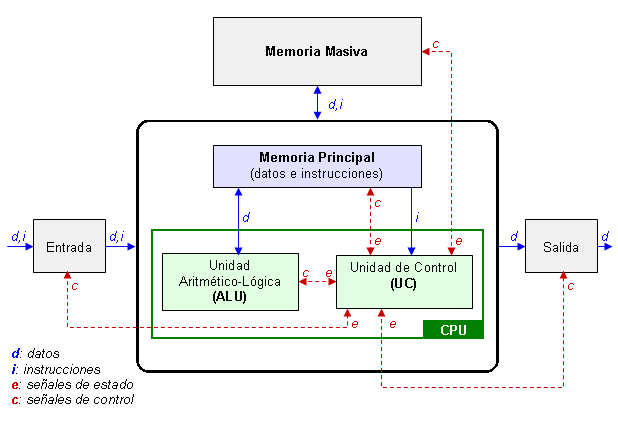 Memoria Masiva
c
d,i
Memoria Principal
(datos e instrucciones)
d
c
i
d,i
Entrada
d,i
d
Salida
d
e
e
Unidad
Aritmético-Lógica
(ALU)
c
e
Unidad de Control
(UC)
c
c
e
e
CPU
d: datos
i: instrucciones
e: señales de estado
c: señales de control